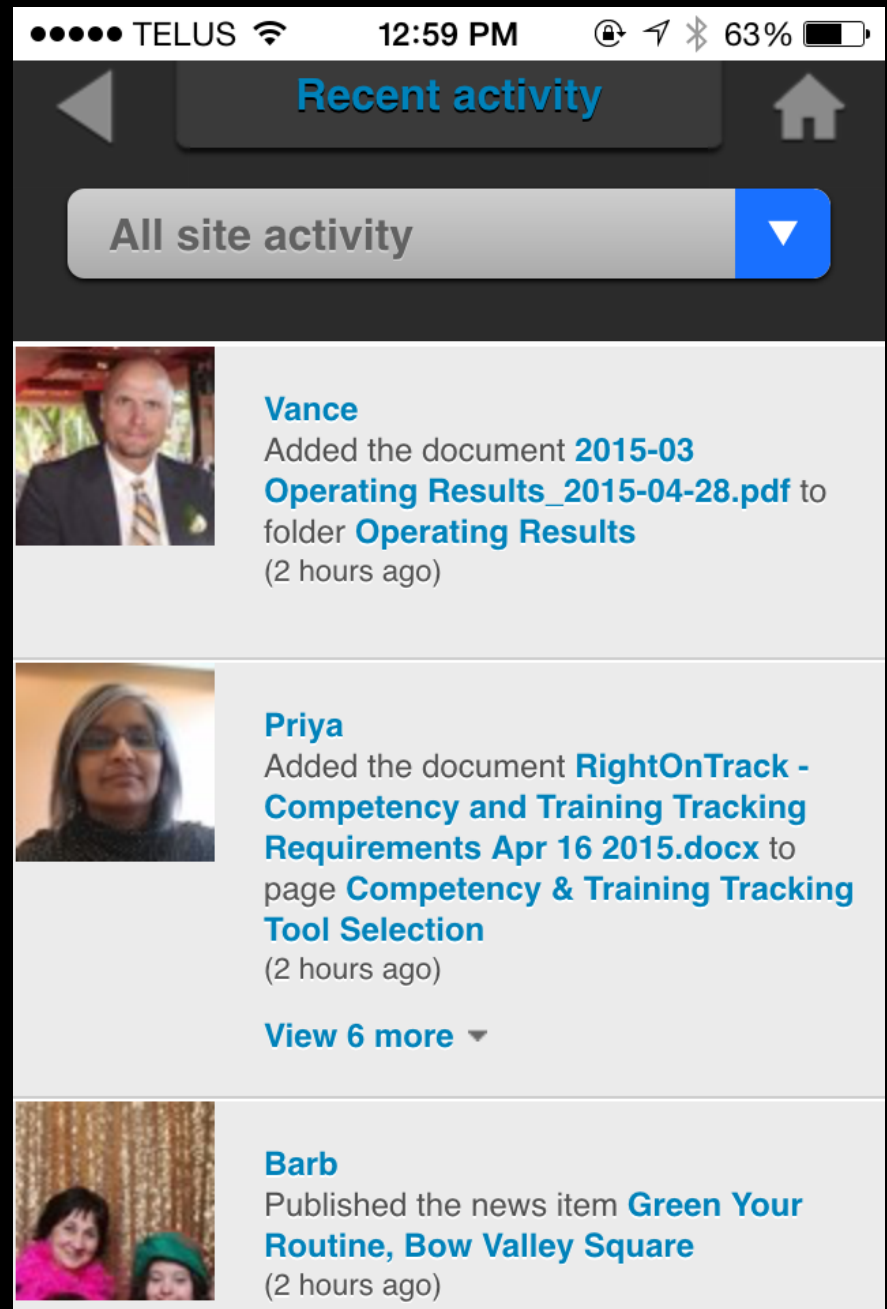 TELUS 12:59 PM 63%
Recent activity
All site activity
Vance
Added the document 2015-03
Operating Results_2015-04-28.pdf to
folder Operating Results
(2 hours ago)
Priya
Added the document RightOnTrack -
Competency and Training Tracking
Requirements Apr 16 2015.docx to
page Competency & Training Tracking
Tool Selection
(2 hours ago)
View 6 more
Barb
Published the news item Green Your
Routine, Bow Valley Square
(2 hours ago)